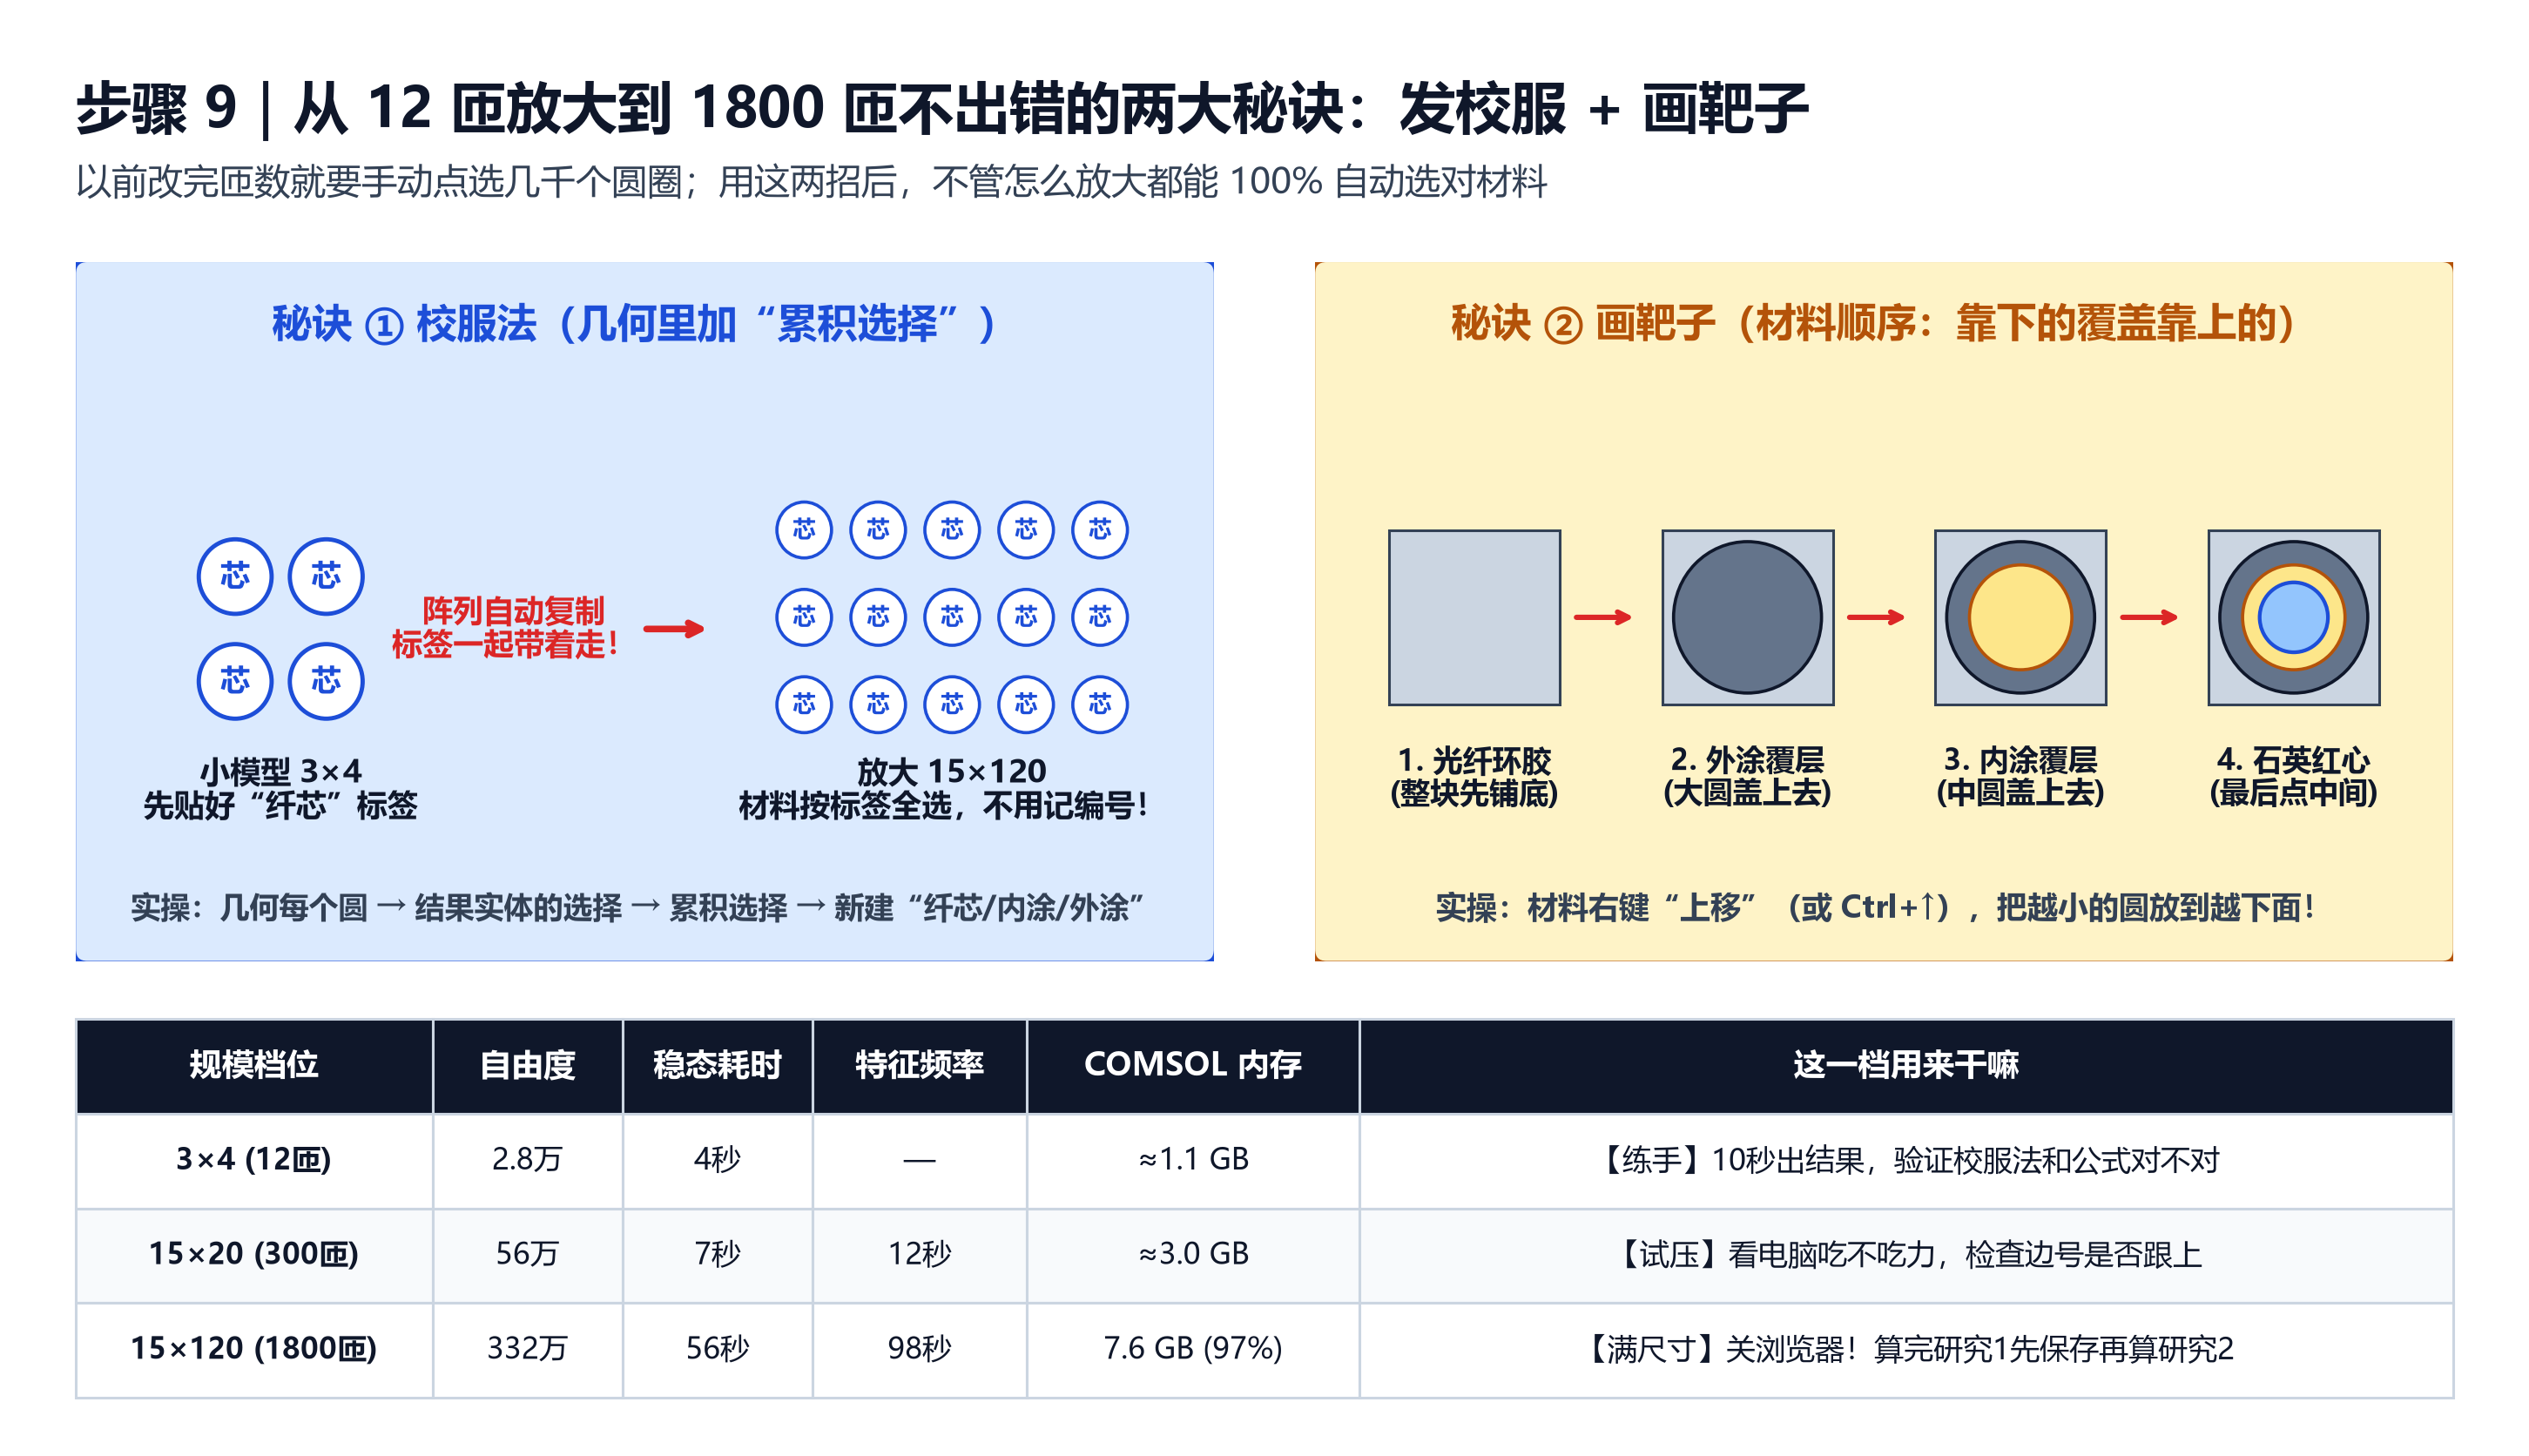 步骤 9 | 从 12 匝放大到 1800 匝不出错的两大秘诀：发校服 + 画靶子
以前改完匝数就要手动点选几千个圆圈；用这两招后，不管怎么放大都能 100% 自动选对材料
秘诀 ① 校服法（几何里加“累积选择”）
芯 芯
芯 芯
阵列自动复制
标签一起带着走！
芯 芯 芯 芯 芯
芯 芯 芯 芯 芯
芯 芯 芯 芯 芯
小模型 3×4
先贴好“纤芯”标签
放大 15×120
材料按标签全选，不用记编号！
实操：几何每个圆 → 结果实体的选择 → 累积选择 → 新建“纤芯/内涂/外涂”
秘诀 ② 画靶子（材料顺序：靠下的覆盖靠上的）
1. 光纤环胶
(整块先铺底)
2. 外涂覆层
(大圆盖上去)
3. 内涂覆层
(中圆盖上去)
4. 石英红心
(最后点中间)
实操：材料右键“上移”（或 Ctrl+↑），把越小的圆放到越下面！
规模档位 自由度 稳态耗时 特征频率 COMSOL 内存 这一档用来干嘛
3×4 (12匝) 2.8万 4秒 — ≈1.1 GB 【练手】10秒出结果，验证校服法和公式对不对
15×20 (300匝) 56万 7秒 12秒 ≈3.0 GB 【试压】看电脑吃不吃力，检查边号是否跟上
15×120 (1800匝) 332万 56秒 98秒 7.6 GB (97%) 【满尺寸】关浏览器！算完研究1先保存再算研究2